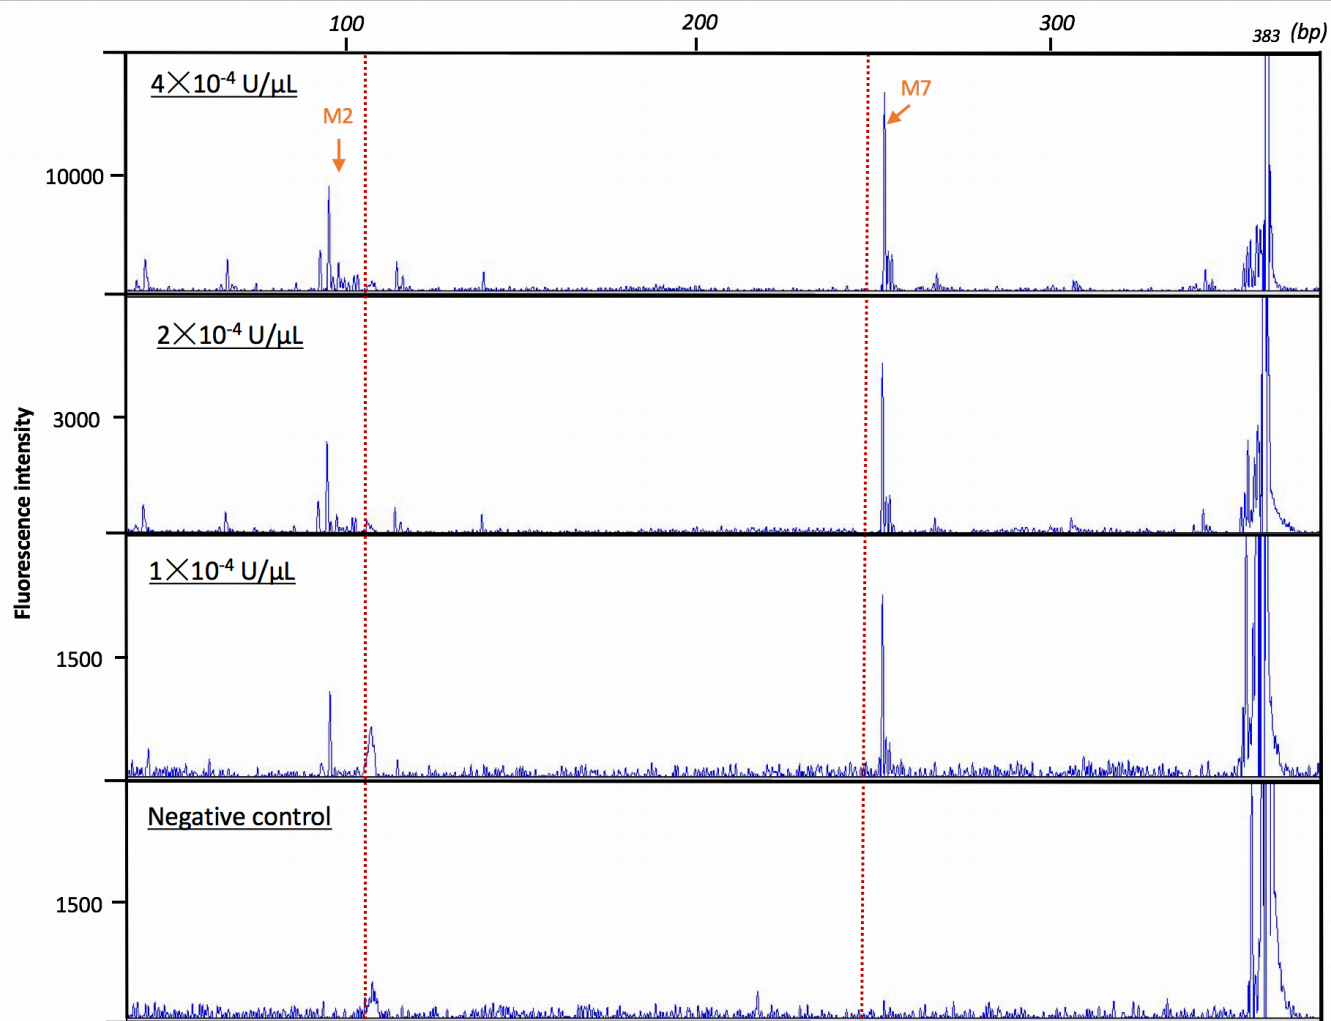 100 200 300 383 (bp)
4×10-4 U/µL
M2
M7
10000
2×10-4 U/µL
3000
Fluorescence intensity
1×10-4 U/µL
1500
Negative control
1500